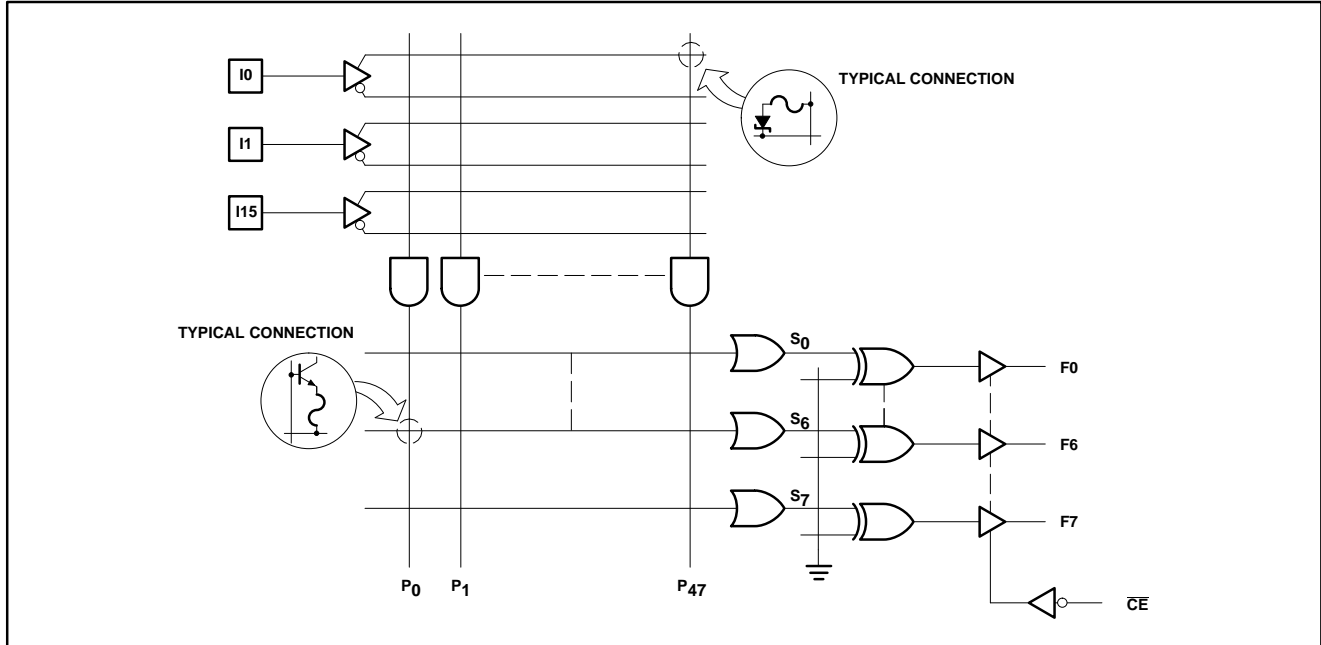 I0
TYPICAL CONNECTION
I1
I15
TYPICAL CONNECTION
S0
F0
S6
F6
S7
F7
P0 P1 P47
CE